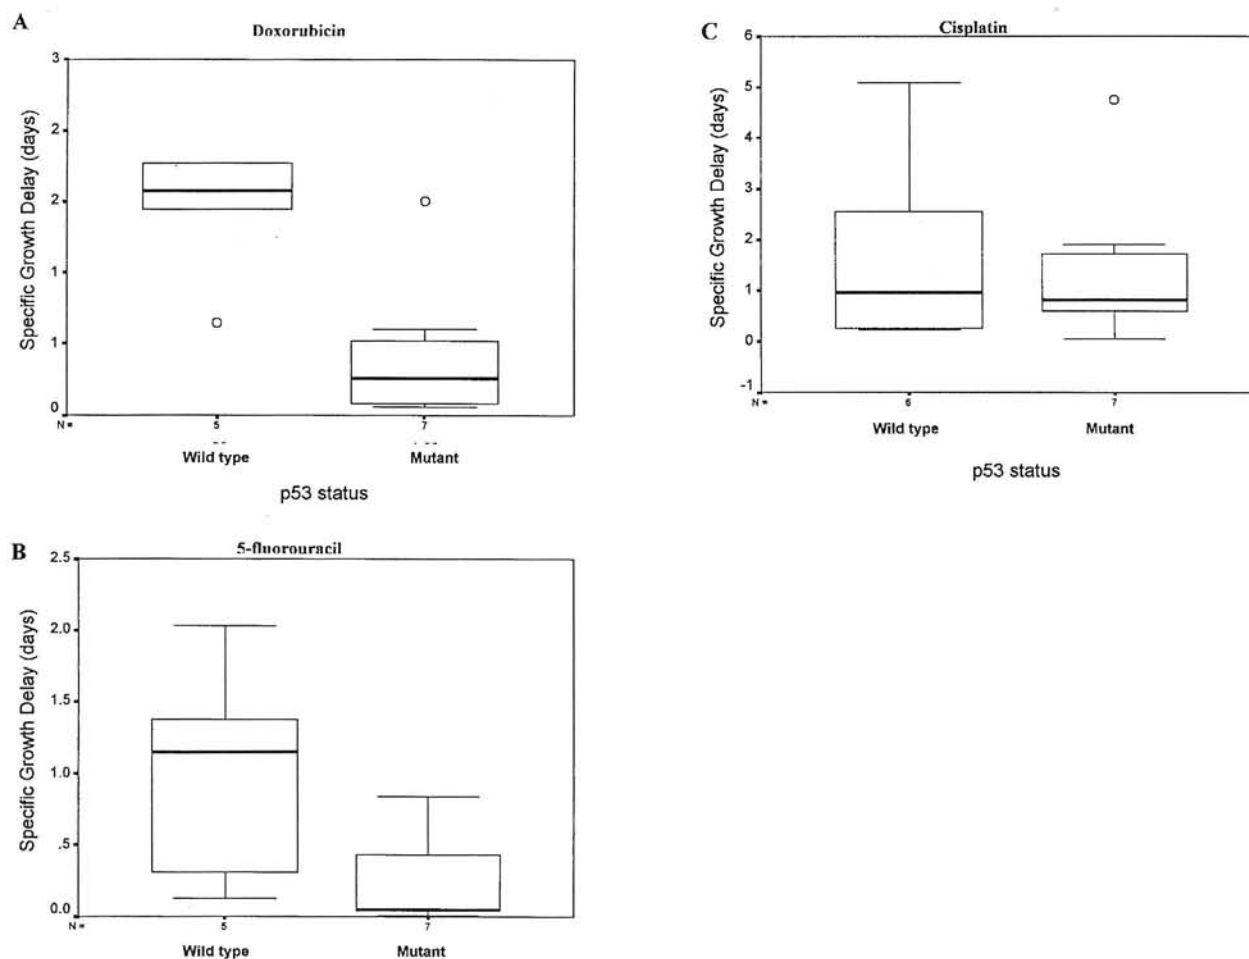 A
Doxorubicin
Specific Growth Delay (days)
3
2
2
1
1
0
N =
5
7
Wild type
Mutant
p53 status
B
5-fluorouracil
Specific Growth Delay (days)
2.5
2.0
1.5
1.0
.5
0.0
N =
5
7
Wild type
Mutant
C
Cisplatin
Specific Growth Delay (days)
6
5
4
3
2
1
0
-1
N =
6
7
Wild type
Mutant
p53 status